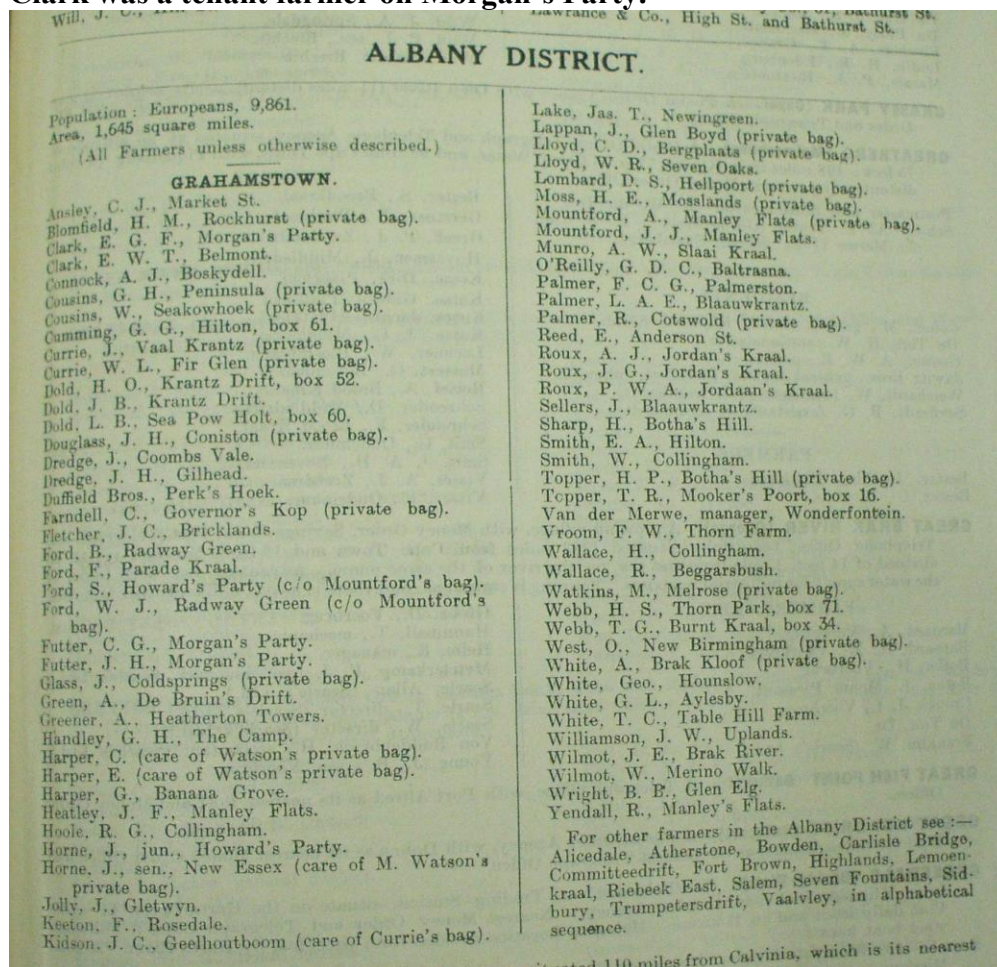 Clark was a tenant farmer on Morgan's Party.
Will, J. C.,
Bathurst St.
Lawrance & Co., High St. and Bathurst St.
ALBANY DISTRICT.
Population: Europeans, 9,861.
Area, 1,645 square miles.
(All Farmers unless otherwise described.)
GRAHAMSTOWN.
Ansley, C. J., Market St.
Blomfield, H. M., Rockhurst (private bag).
Clark, E. G. F., Morgan's Party.
Clark, E. W. T., Belmont.
Connock, A. J., Boskydell.
Cousins, G. H., Peninsula (private bag).
Cousins, W., Seakowhoek (private bag).
Cumming, G. G., Hilton, box 61.
Currie, J., Vaal Krantz (private bag).
Currie, W. L., Fir Glen (private bag).
Dold, H. O., Krantz Drift, box 52.
Dold, J. B., Krantz Drift.
Dold, L. B., Sea Pow Holt, box 60.
Douglass, J. H., Coniston (private bag).
Dredge, J., Coombs Vale.
Dredge, J. H., Gilhead.
Duffield Bros., Perk's Hoek.
Farndell, C., Governor's Kop (private bag).
Fletcher, J. C., Bricklands.
Ford, B., Radway Green.
Ford, F., Parade Kraal.
Ford, S., Howard's Party (c/o Mountford's bag).
Ford, W. J., Radway Green (c/o Mountford's
bag).
Futter, C. G., Morgan's Party.
Futter, J. H., Morgan's Party.
Glass, J., Coldsprings (private bag).
Green, A., De Bruin's Drift.
Greener, A., Heatherton Towers.
Handley, G. H., The Camp.
Harper, C. (care of Watson's private bag).
Harper, E. (care of Watson's private bag).
Harper, G., Banana Grove.
Heatley, J. F., Manley Flats.
Hoole, R. G., Collingham.
Horne, J., jun., Howard's Party.
Horne, J., sen., New Essex (care of M. Watson's
private bag).
Jolly, J., Gletwyn.
Keeton, F., Rosedale.
Kidson, J. C., Geelhoutboom (care of Currie's bag).
Lake, Jas. T., Newingreen.
Lappan, J., Glen Boyd (private bag).
Lloyd, C. D., Bergplaats (private bag).
Lloyd, W. R., Seven Oaks.
Lombard, D. S., Hellpoort (private bag).
Moss, H. E., Mosslands (private bag).
Mountford, A., Manley Flats (private bag).
Mountford, J. J., Manley Flats.
Munro, A. W., Slaai Kraal.
O'Reilly, G. D. C., Baltrasna.
Palmer, F. C. G., Palmerston.
Palmer, L. A. E., Blaauwkrantz.
Palmer, R., Cotswold (private bag).
Reed, E., Anderson St.
Roux, A. J., Jordan's Kraal.
Roux, J. G., Jordan's Kraal.
Roux, P. W. A., Jordaan's Kraal.
Sellers, J., Blaauwkrantz.
Sharp, H., Botha's Hill.
Smith, E. A., Hilton.
Smith, W., Collingham.
Topper, H. P., Botha's Hill (private bag).
Topper, T. R., Mooker's Poort, box 16.
Van der Merwe, manager, Wonderfontein.
Vroom, F. W., Thorn Farm.
Wallace, H., Collingham.
Wallace, R., Beggarsbush.
Watkins, M., Melrose (private bag).
Webb, H. S., Thorn Park, box 71.
Webb, T. G., Burnt Kraal, box 34.
West, O., New Birmingham (private bag).
White, A., Brak Kloof (private bag).
White, Geo., Hounslow.
White, G. L., Aylesby.
White, T. C., Table Hill Farm.
Williamson, J. W., Uplands.
Wilmot, J. E., Brak River.
Wilmot, W., Merino Walk.
Wright, B. B., Glen Elg.
Yendall, R., Manley's Flats.
For other farmers in the Albany District see :—
Alicedale, Atherstone, Bowden, Carlisle Bridge,
Committeedrift, Fort Brown, Highlands, Lemoen-
kraal, Riebeek East, Salem, Seven Fountains, Sid-
bury, Trumpetersdrift, Vaalvley, in alphabetical
sequence.
110 miles from Calvinia, which is its nearest